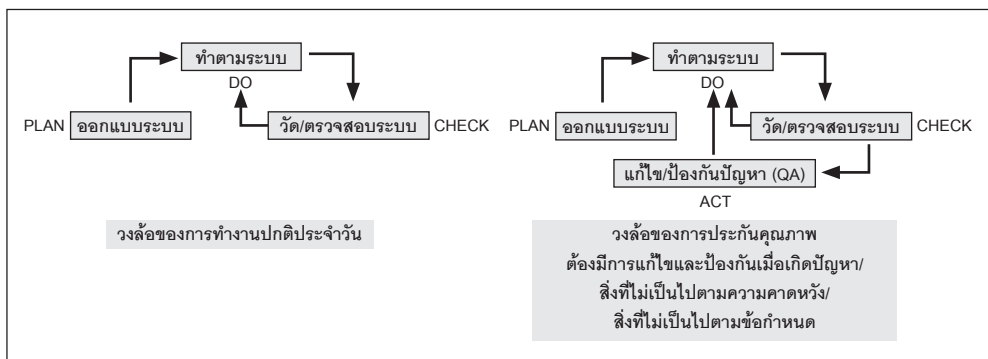 ทำตามระบบ
DO
PLAN ออกแบบระบบ วัด/ตรวจสอบระบบ CHECK
วงล้อของการทำงานปกติประจำวัน
ทำตามระบบ
DO
PLAN ออกแบบระบบ วัด/ตรวจสอบระบบ CHECK
แก้ไข/ป้องกันปัญหา (QA)
ACT
วงล้อของการประกันคุณภาพ
ต้องมีการแก้ไขและป้องกันเมื่อเกิดปัญหา/
สิ่งที่ไม่เป็นไปตามความคาดหวัง/
สิ่งที่ไม่เป็นไปตามข้อกำหนด